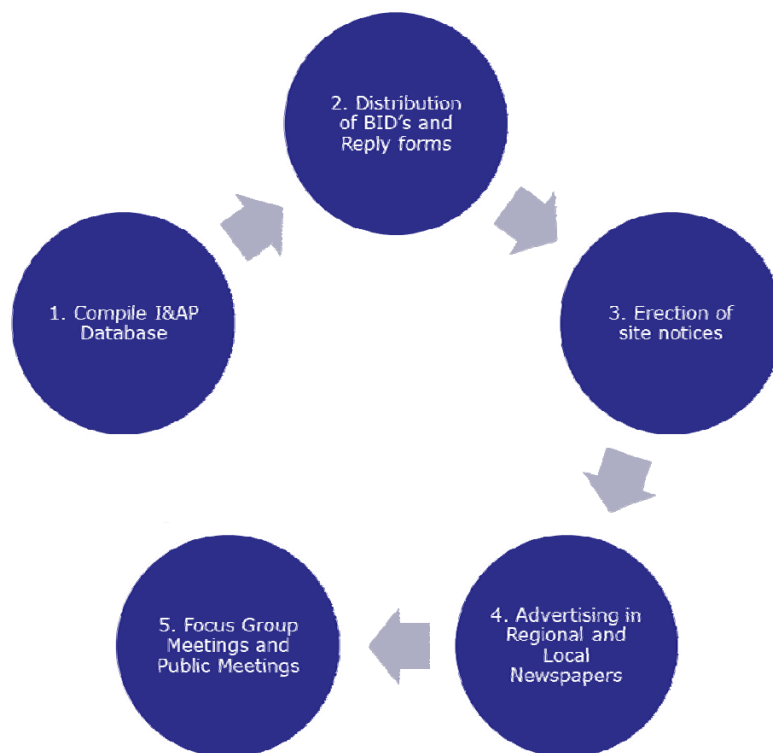 1. Compile I&AP
Database
2. Distribution
of BID's and
Reply forms
3. Erection of
site notices
4. Advertising in
Regional and
Local
Newspapers
5. Focus Group
Meetings and
Public Meetings